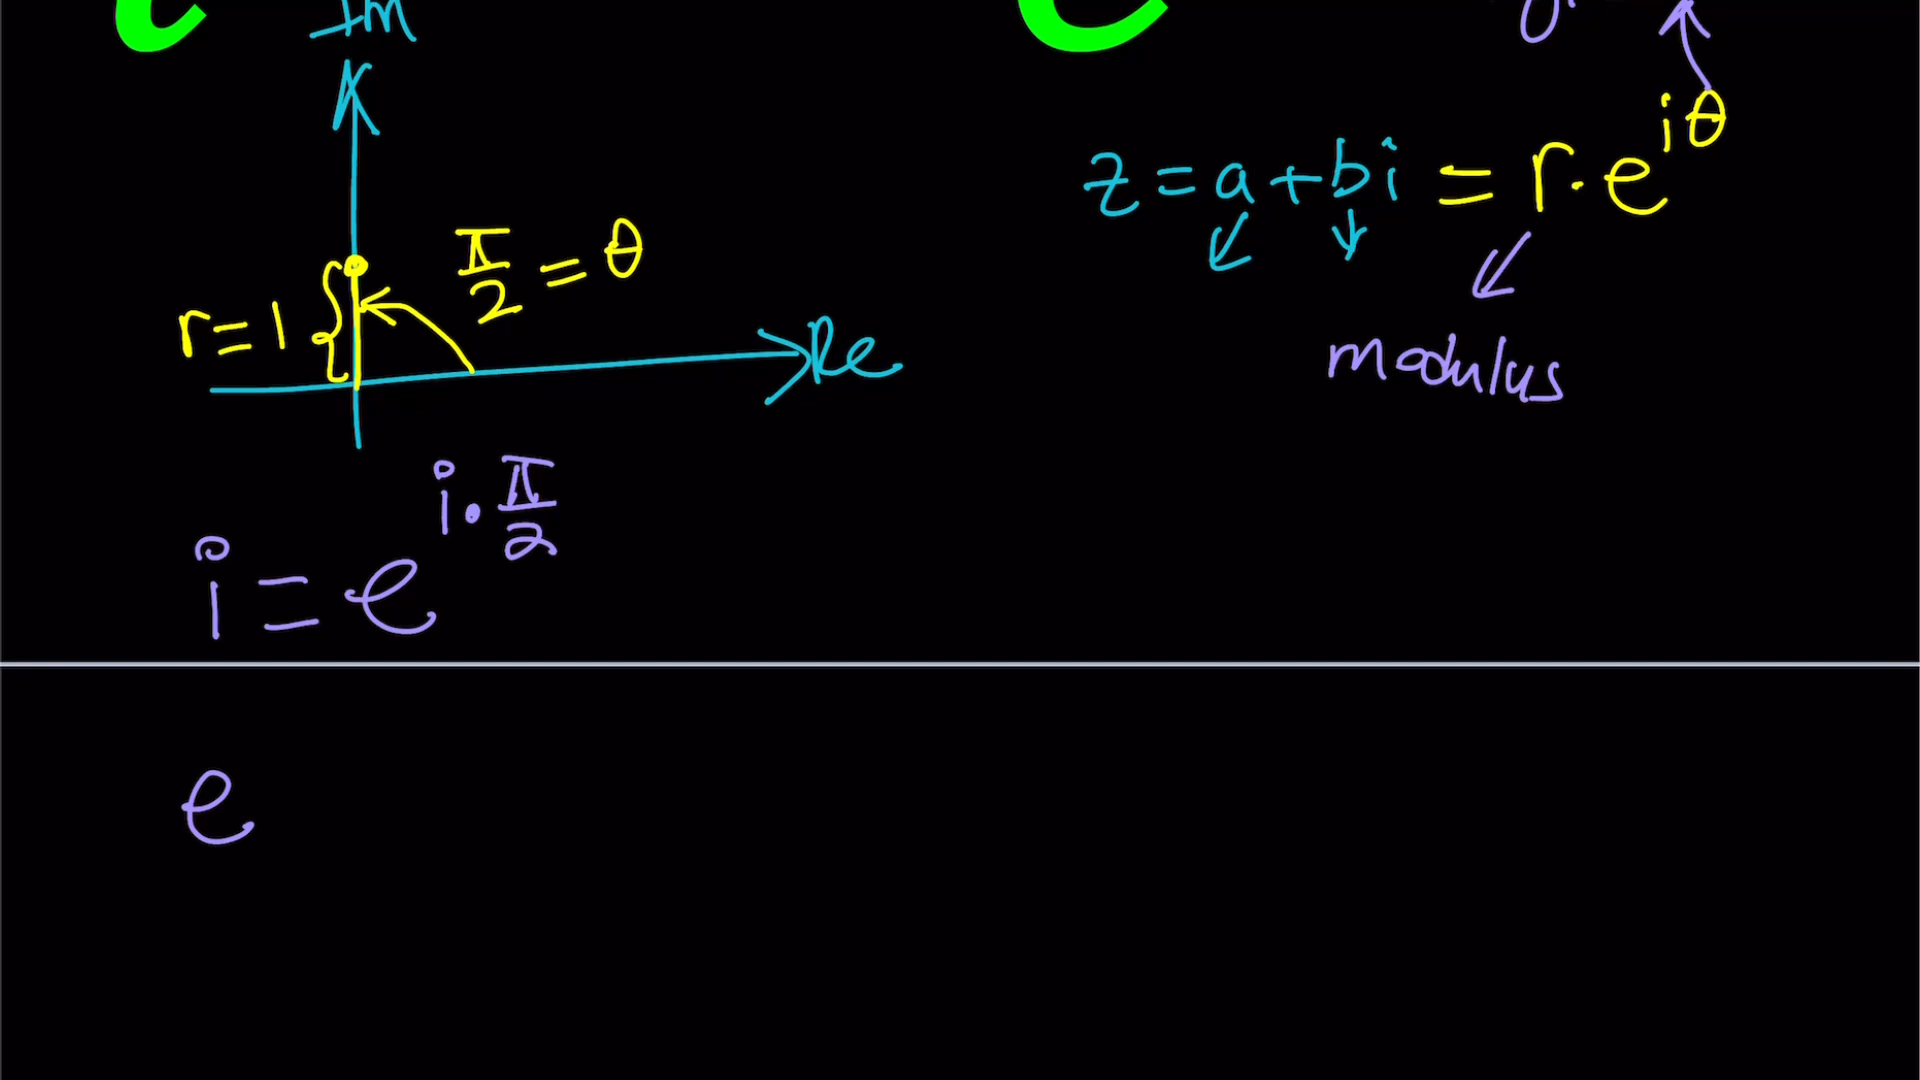 Im
z = a + bi = r · e^{iθ}
π/2 = θ
r = 1
Re
modulus
i = e^{i · π/2}
e